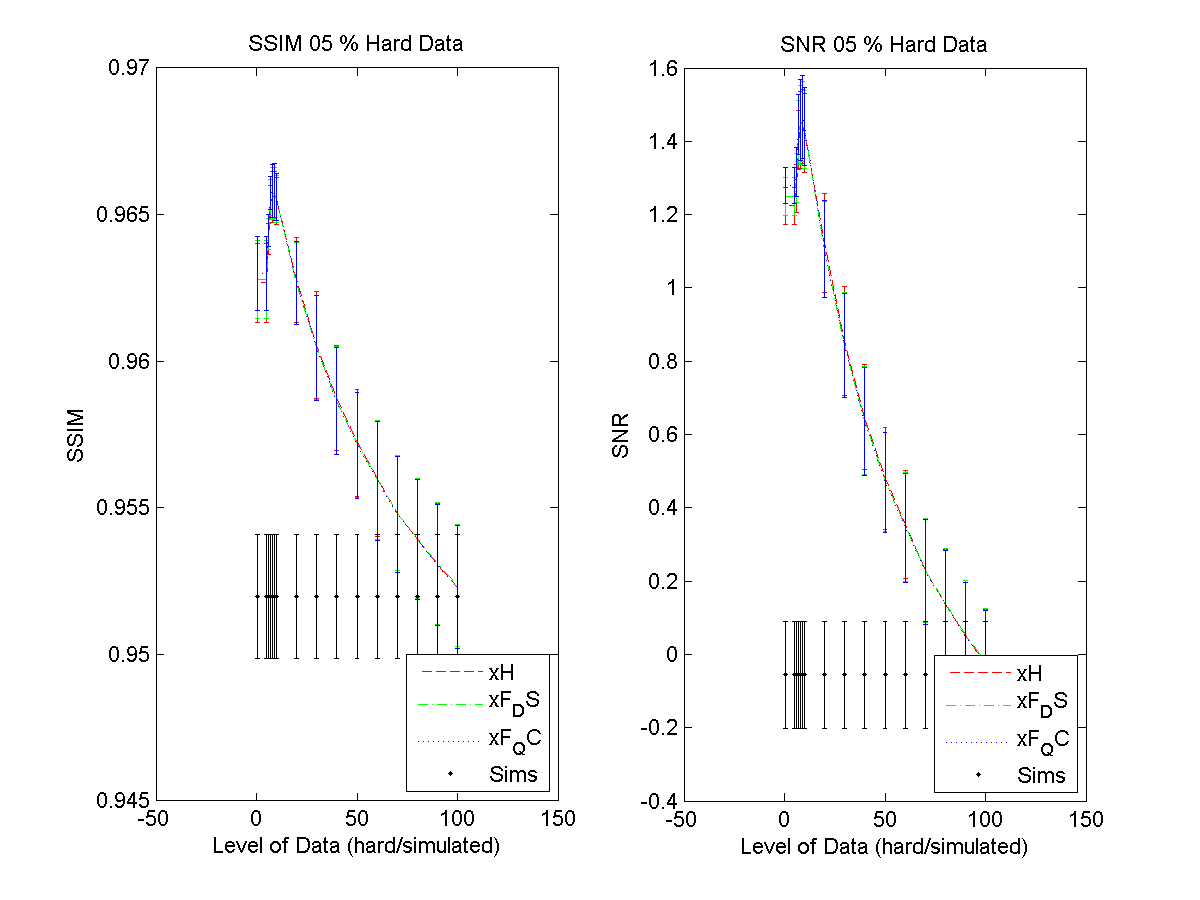 SSIM 05 % Hard Data
0.97
0.965
0.96
0.955
0.95
0.945
SSIM
-50
0
50
100
150
Level of Data (hard/simulated)
xH
xF_DS
xF_QC
Sims
SNR 05 % Hard Data
1.6
1.4
1.2
1
0.8
0.6
0.4
0.2
0
-0.2
-0.4
SNR
-50
0
50
100
150
Level of Data (hard/simulated)
xH
xF_DS
xF_QC
Sims